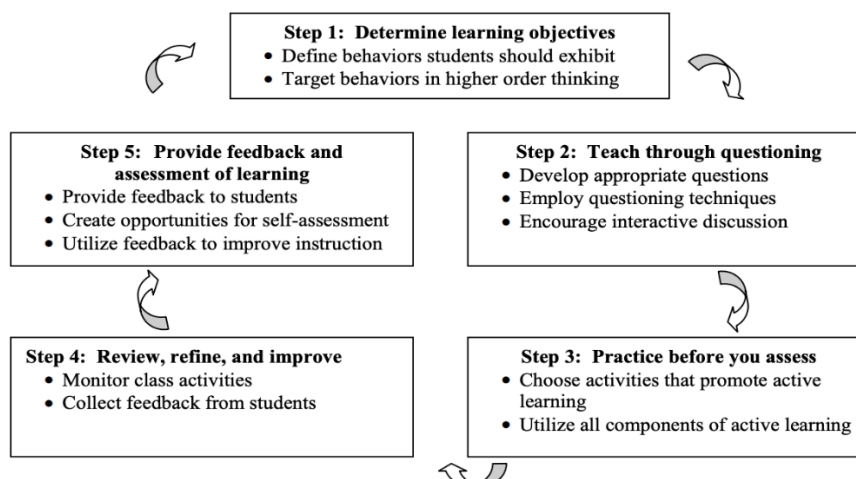 Step 1: Determine learning objectives
• Define behaviors students should exhibit
• Target behaviors in higher order thinking
Step 2: Teach through questioning
• Develop appropriate questions
• Employ questioning techniques
• Encourage interactive discussion
Step 3: Practice before you assess
• Choose activities that promote active
learning
• Utilize all components of active learning
Step 4: Review, refine, and improve
• Monitor class activities
• Collect feedback from students
Step 5: Provide feedback and
assessment of learning
• Provide feedback to students
• Create opportunities for self-assessment
• Utilize feedback to improve instruction